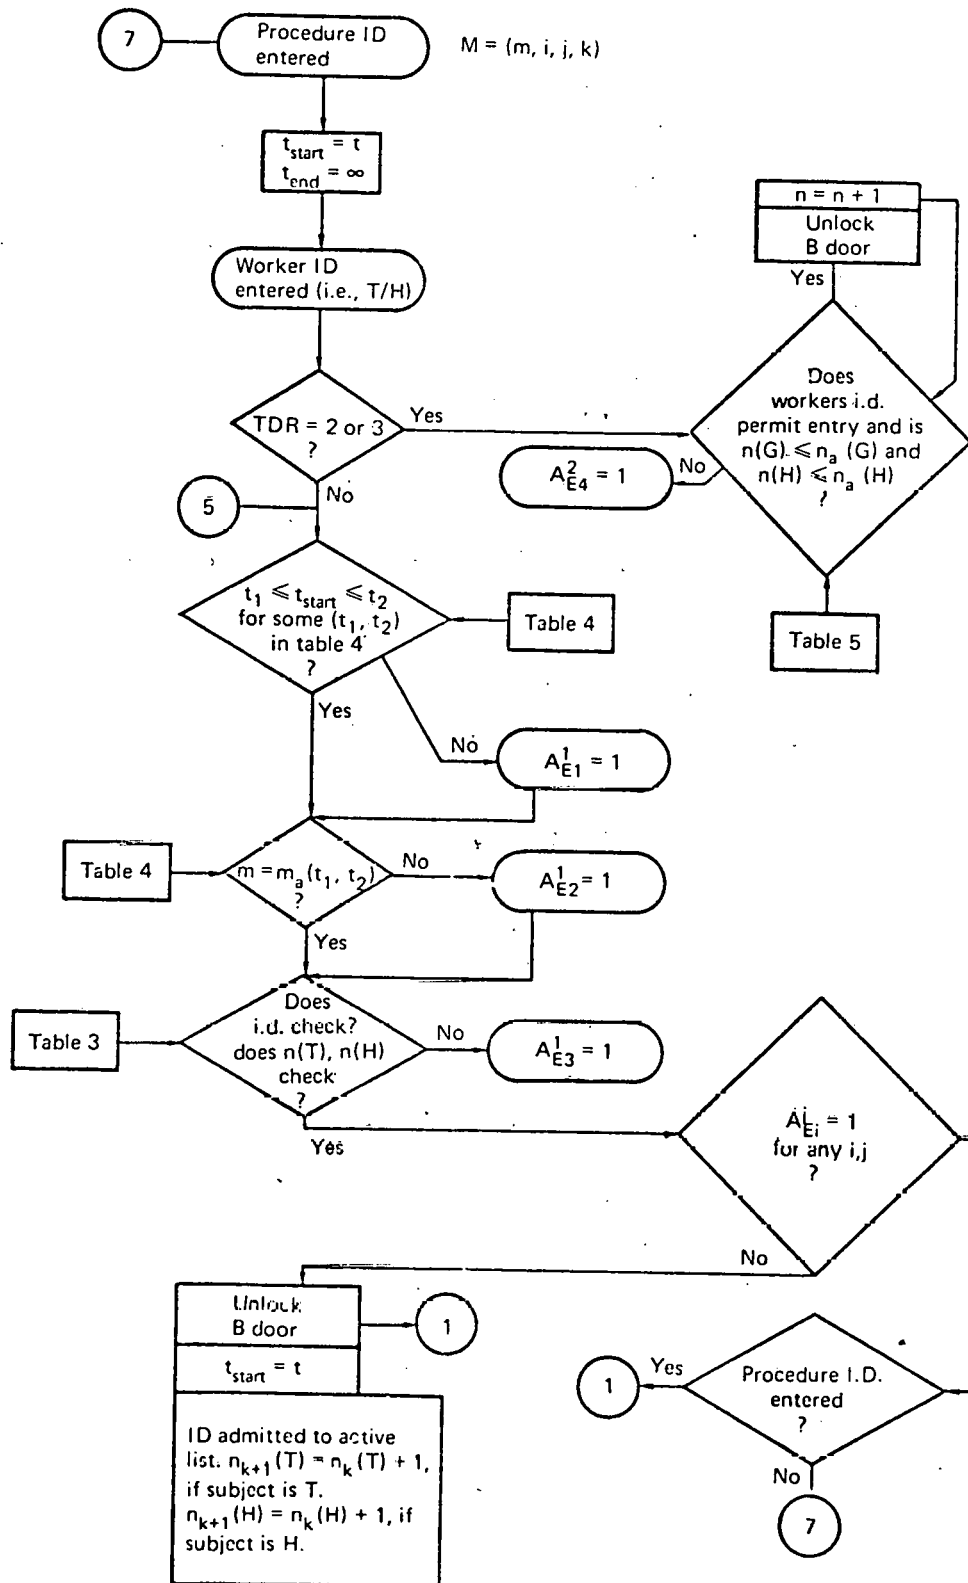 7
Procedure ID
entered
M = (m, i, j, k)
t_start = t
t_end = ∞
Worker ID
entered (i.e., T/H)
n = n + 1
Unlock
B door
Yes
TDR = 2 or 3
?
Yes
Does
workers i.d.
permit entry and is
n(G) ≤ n_a (G) and
n(H) ≤ n_a (H)
?
No
A²_E4 = 1
No
5
t_1 ≤ t_start ≤ t_2
for some (t_1, t_2)
in table 4
?
Table 4
Table 5
Yes
No
A¹_E1 = 1
Table 4
m = m_a(t_1, t_2)
?
No
A¹_E2 = 1
Yes
Table 3
Does
i.d. check?
does n(T), n(H)
check
?
No
A¹_E3 = 1
Yes
A^j_Ei = 1
for any i,j
?
No
Unlock
B door
1
t_start = t
ID admitted to active
list. n_k+1(T) = n_k(T) + 1,
if subject is T.
n_k+1(H) = n_k(H) + 1, if
subject is H.
1
Yes
Procedure I.D.
entered
?
No
7